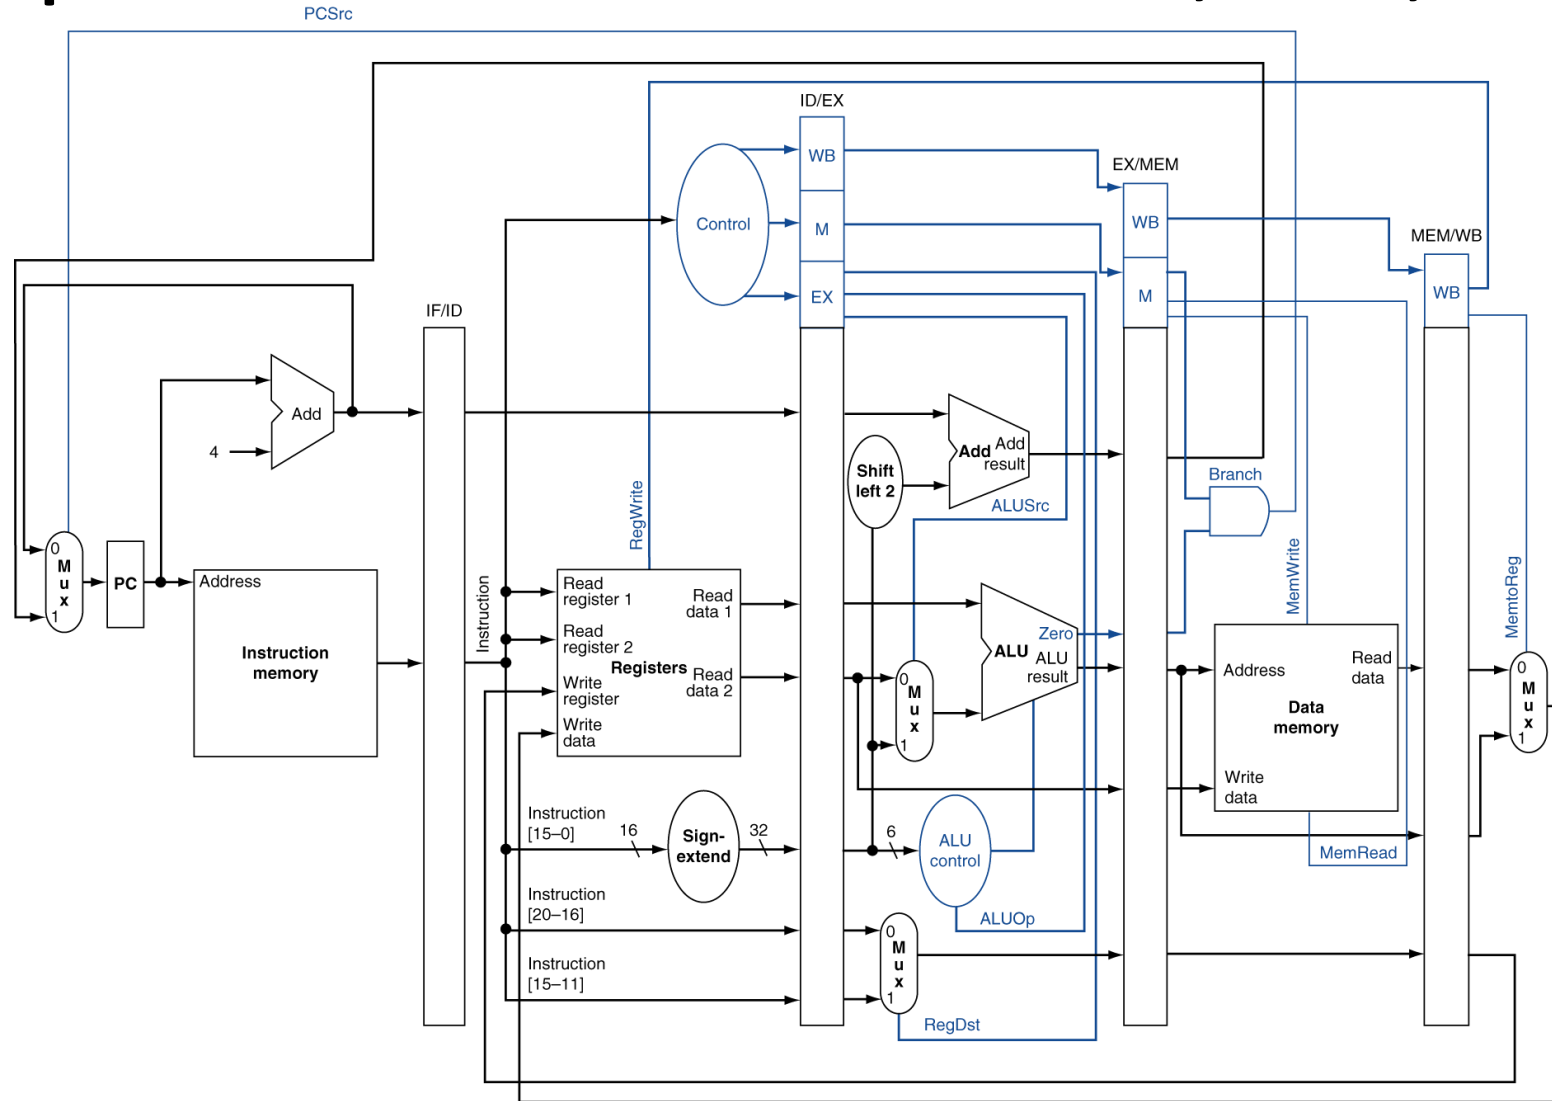 PCSrc
ID/EX
WB
EX/MEM
Control
M
WB
MEM/WB
EX
M
WB
IF/ID
Add
4
Add Add
result
Shift
left 2
Branch
ALUSrc
RegWrite
MemWrite
MemtoReg
0
M
u
x
1
PC
Address
Instruction
memory
Instruction
Read
register 1
Read
register 2
Write
register
Write
data
Registers
Read
data 1
Read
data 2
0
M
u
x
1
Zero
ALU
ALU
result
Address
Read
data
Data
memory
Write
data
0
M
u
x
1
MemRead
Instruction
[15–0]
16
Sign-
extend
32
6
ALU
control
ALUOp
Instruction
[20–16]
Instruction
[15–11]
0
M
u
x
1
RegDst